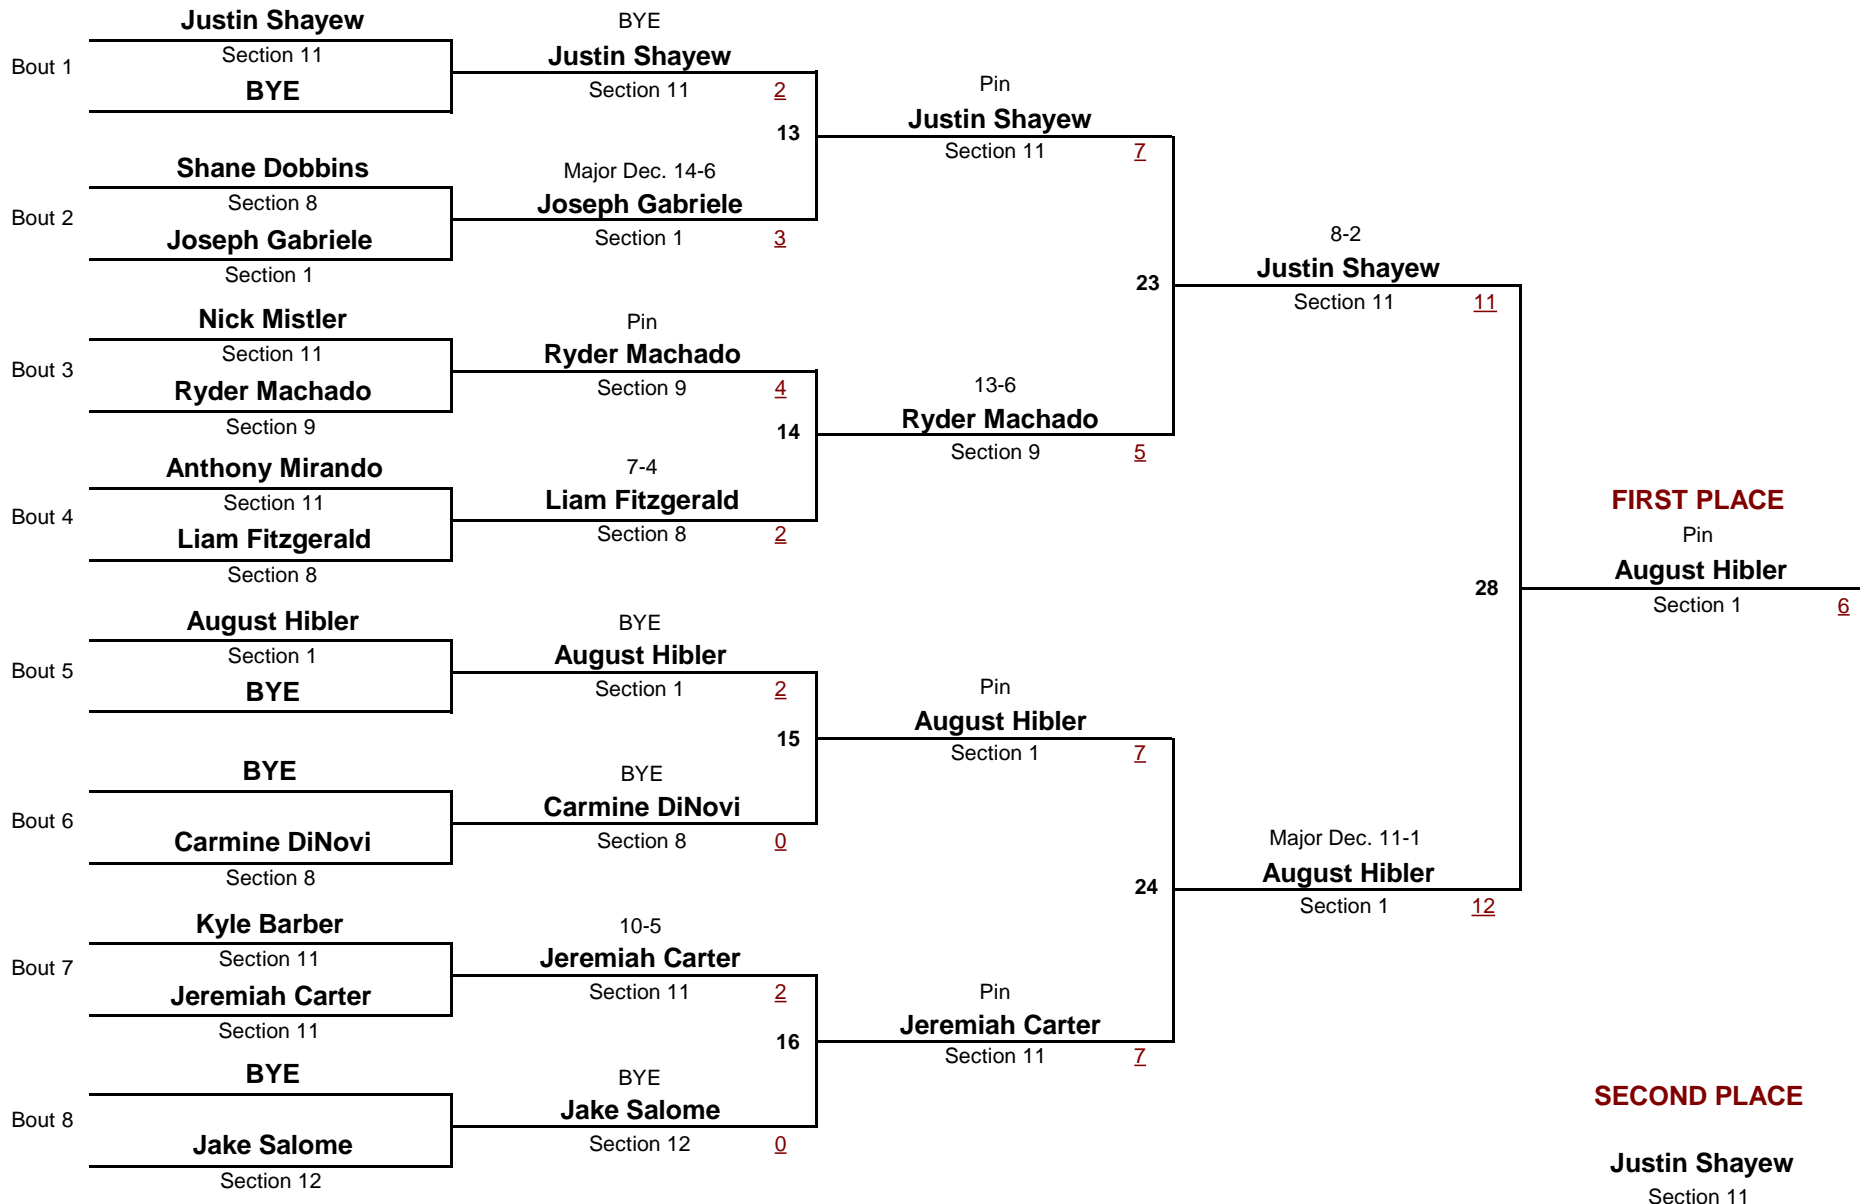 Justin Shayew
Bout 1
Section 11
BYE
Shane Dobbins
Bout 2
Section 8
Joseph Gabriele
Section 1
Nick Mistler
Bout 3
Section 11
Ryder Machado
Section 9
Anthony Mirando
Bout 4
Section 11
Liam Fitzgerald
Section 8
August Hibler
Bout 5
Section 1
BYE
BYE
Bout 6
Carmine DiNovi
Section 8
Kyle Barber
Bout 7
Section 11
Jeremiah Carter
Section 11
BYE
Bout 8
Jake Salome
Section 12
BYE
Justin Shayew
Section 11 2
13
Major Dec. 14-6
Joseph Gabriele
Section 1 3
Pin
Ryder Machado
Section 9 4
14
7-4
Liam Fitzgerald
Section 8 2
BYE
August Hibler
Section 1 2
15
BYE
Carmine DiNovi
Section 8 0
10-5
Jeremiah Carter
Section 11 2
16
BYE
Jake Salome
Section 12 0
Pin
Justin Shayew
Section 11 7
23
13-6
Ryder Machado
Section 9 5
Pin
August Hibler
Section 1 7
24
Pin
Jeremiah Carter
Section 11 7
8-2
Justin Shayew
Section 11 11
28
Major Dec. 11-1
August Hibler
Section 1 12
FIRST PLACE
Pin
August Hibler
Section 1 6
SECOND PLACE
Justin Shayew
Section 11